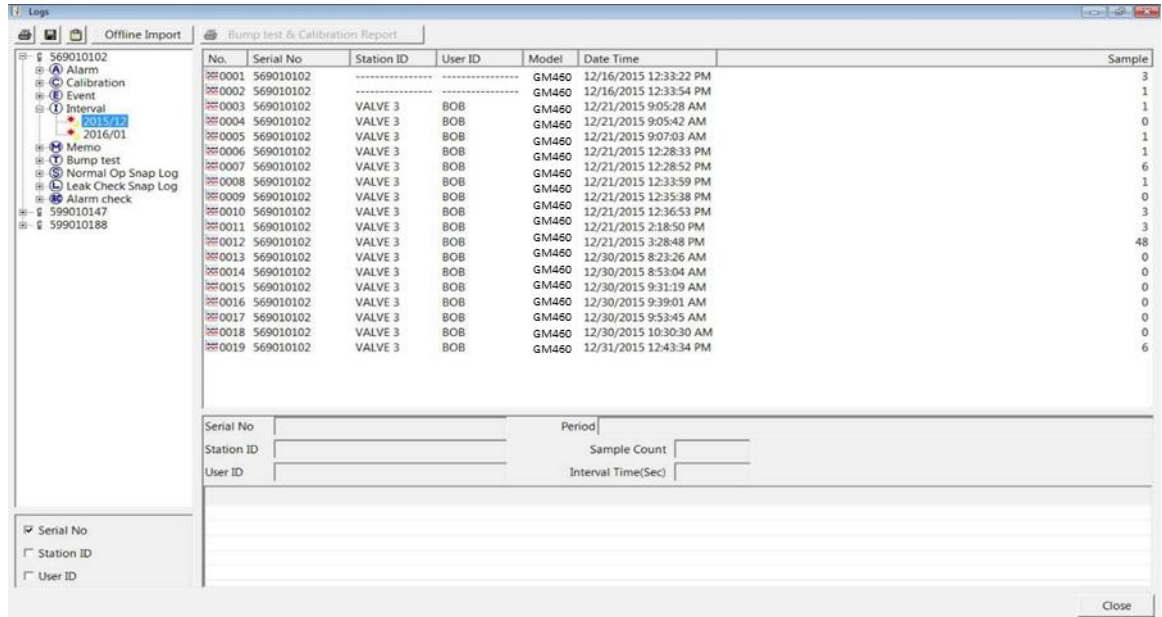 Logs
Offline Import Bump test & Calibration Report
569010102
Alarm
Calibration
Event
Interval
2015/12
2016/01
Memo
Bump test
Normal Op Snap Log
Leak Check Snap Log
Alarm check
599010147
599010188
Serial No
Station ID
User ID
No. Serial No Station ID User ID Model Date Time Sample
0001 569010102 ---------------- ---------------- GM460 12/16/2015 12:33:22 PM 3
0002 569010102 ---------------- ---------------- GM460 12/16/2015 12:33:54 PM 1
0003 569010102 VALVE 3 BOB GM460 12/21/2015 9:05:28 AM 1
0004 569010102 VALVE 3 BOB GM460 12/21/2015 9:05:42 AM 0
0005 569010102 VALVE 3 BOB GM460 12/21/2015 9:07:03 AM 1
0006 569010102 VALVE 3 BOB GM460 12/21/2015 12:28:33 PM 1
0007 569010102 VALVE 3 BOB GM460 12/21/2015 12:28:52 PM 6
0008 569010102 VALVE 3 BOB GM460 12/21/2015 12:33:59 PM 1
0009 569010102 VALVE 3 BOB GM460 12/21/2015 12:35:38 PM 0
0010 569010102 VALVE 3 BOB GM460 12/21/2015 12:36:53 PM 3
0011 569010102 VALVE 3 BOB GM460 12/21/2015 2:18:50 PM 3
0012 569010102 VALVE 3 BOB GM460 12/21/2015 3:28:48 PM 48
0013 569010102 VALVE 3 BOB GM460 12/30/2015 8:23:26 AM 0
0014 569010102 VALVE 3 BOB GM460 12/30/2015 8:53:04 AM 0
0015 569010102 VALVE 3 BOB GM460 12/30/2015 9:31:19 AM 0
0016 569010102 VALVE 3 BOB GM460 12/30/2015 9:39:01 AM 0
0017 569010102 VALVE 3 BOB GM460 12/30/2015 9:53:45 AM 0
0018 569010102 VALVE 3 BOB GM460 12/30/2015 10:30:30 AM 0
0019 569010102 VALVE 3 BOB GM460 12/31/2015 12:43:34 PM 6
Serial No Period
Station ID Sample Count
User ID Interval Time(Sec)
Close